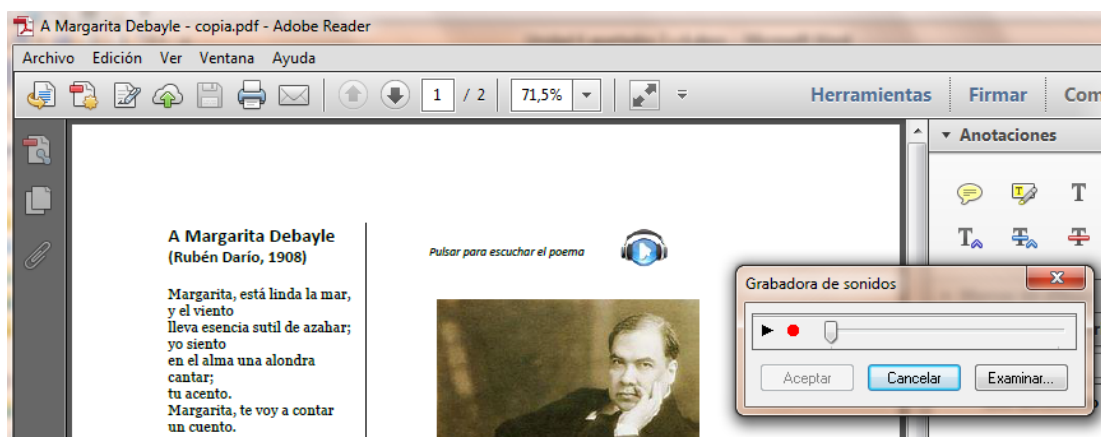 A Margarita Debayle - copia.pdf - Adobe Reader
Archivo Edición Ver Ventana Ayuda
1 / 2 71,5% Herramientas Firmar Com
Anotaciones
T
T T T
A Margarita Debayle
(Rubén Darío, 1908)
Pulsar para escuchar el poema
Margarita, está linda la mar,
y el viento
lleva esencia sutil de azahar;
yo siento
en el alma una alondra
cantar;
tu acento.
Margarita, te voy a contar
un cuento.
Grabadora de sonidos
Aceptar Cancelar Examinar...